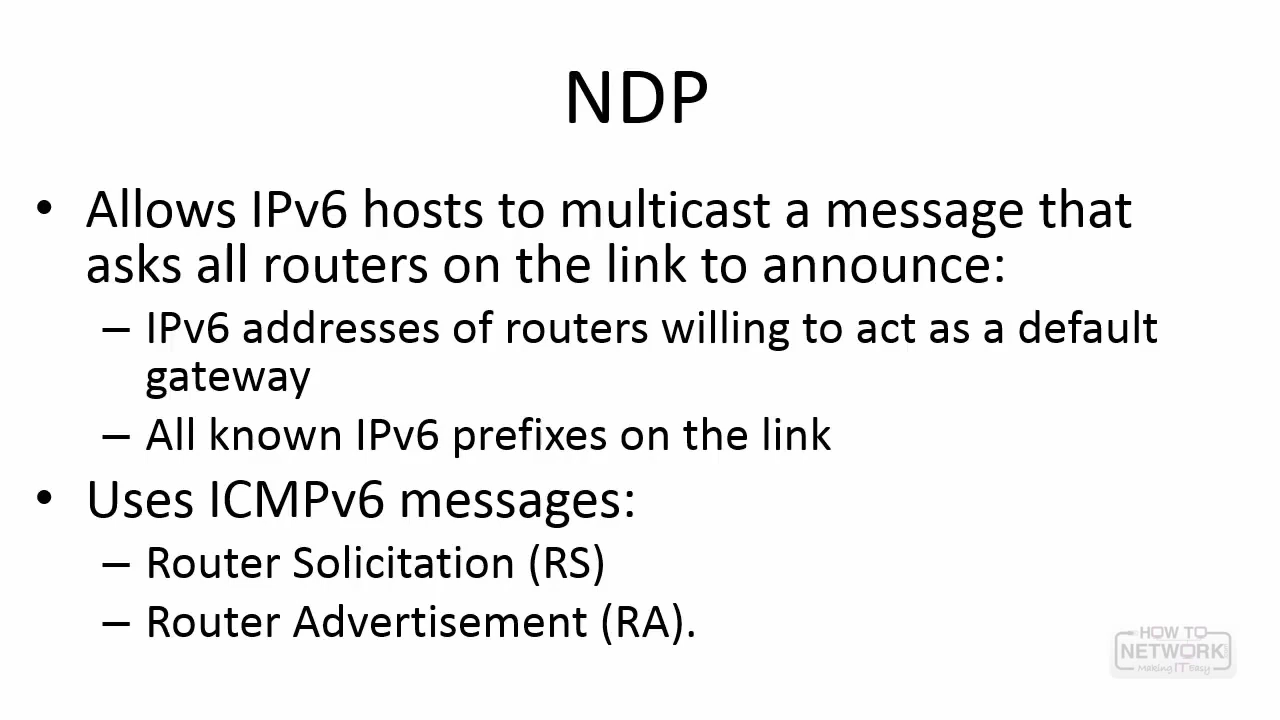 NDP
• Allows IPv6 hosts to multicast a message that
asks all routers on the link to announce:
– IPv6 addresses of routers willing to act as a default
gateway
– All known IPv6 prefixes on the link
• Uses ICMPv6 messages:
– Router Solicitation (RS)
– Router Advertisement (RA).
HOW TO
NETWORK
Making IT Easy